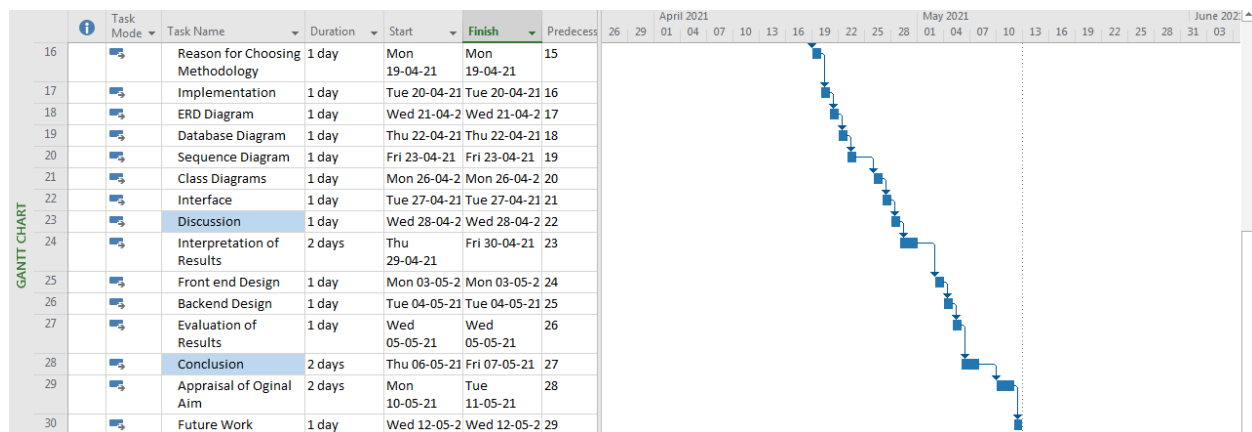 April 2021 May 2021 June 202
Task
Mode Task Name Duration Start Finish Predecess 26 29 01 04 07 10 13 16 19 22 25 28 01 04 07 10 13 16 19 22 25 28 31 03
GANTT CHART
16 Reason for Choosing 1 day Mon Mon 15
Methodology 19-04-21 19-04-21
17 Implementation 1 day Tue 20-04-21 Tue 20-04-21 16
18 ERD Diagram 1 day Wed 21-04-2 Wed 21-04-2 17
19 Database Diagram 1 day Thu 22-04-21 Thu 22-04-21 18
20 Sequence Diagram 1 day Fri 23-04-21 Fri 23-04-21 19
21 Class Diagrams 1 day Mon 26-04-2 Mon 26-04-2 20
22 Interface 1 day Tue 27-04-21 Tue 27-04-21 21
23 Discussion 1 day Wed 28-04-2 Wed 28-04-2 22
24 Interpretation of 2 days Thu Fri 30-04-21 23
Results 29-04-21
25 Front end Design 1 day Mon 03-05-2 Mon 03-05-2 24
26 Backend Design 1 day Tue 04-05-21 Tue 04-05-21 25
27 Evaluation of 1 day Wed Wed 26
Results 05-05-21 05-05-21
28 Conclusion 2 days Thu 06-05-21 Fri 07-05-21 27
29 Appraisal of Oginal 2 days Mon Tue 28
Aim 10-05-21 11-05-21
30 Future Work 1 day Wed 12-05-2 Wed 12-05-2 29